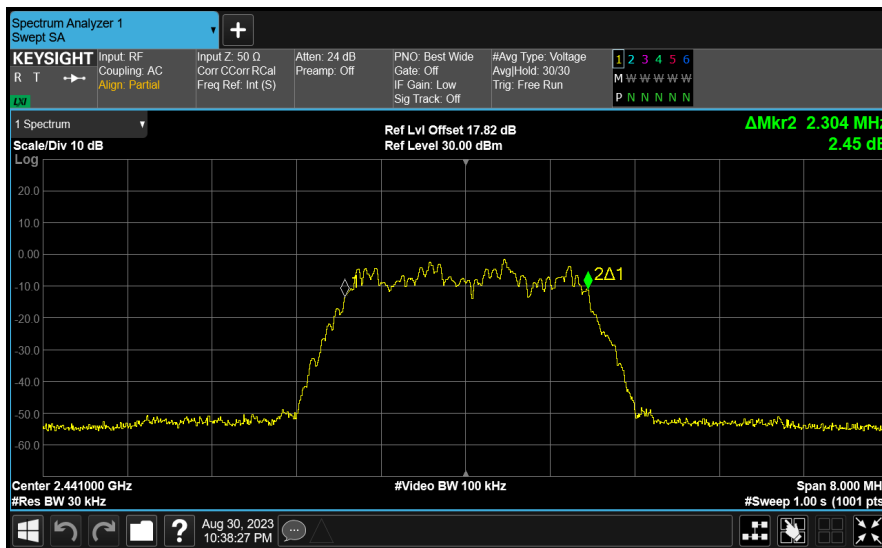 Spectrum Analyzer 1
Swept SA
+
KEYSIGHT
R T
LXI
Input: RF
Coupling: AC
Align: Partial
Input Z: 50 Ω
Corr CCorr RCal
Freq Ref: Int (S)
Atten: 24 dB
Preamp: Off
PNO: Best Wide
Gate: Off
IF Gain: Low
Sig Track: Off
#Avg Type: Voltage
Avg|Hold: 30/30
Trig: Free Run
1 2 3 4 5 6
M W W W W W
P N N N N N
1 Spectrum
Scale/Div 10 dB
Log
Ref Lvl Offset 17.82 dB
Ref Level 30.00 dBm
ΔMkr2 2.304 MHz
2.45 dB
20.0
10.0
0.00
-10.0
-20.0
-30.0
-40.0
-50.0
-60.0
2Δ1
Center 2.441000 GHz
#Res BW 30 kHz
#Video BW 100 kHz
Span 8.000 MH
#Sweep 1.00 s (1001 pts
?
Aug 30, 2023
10:38:27 PM